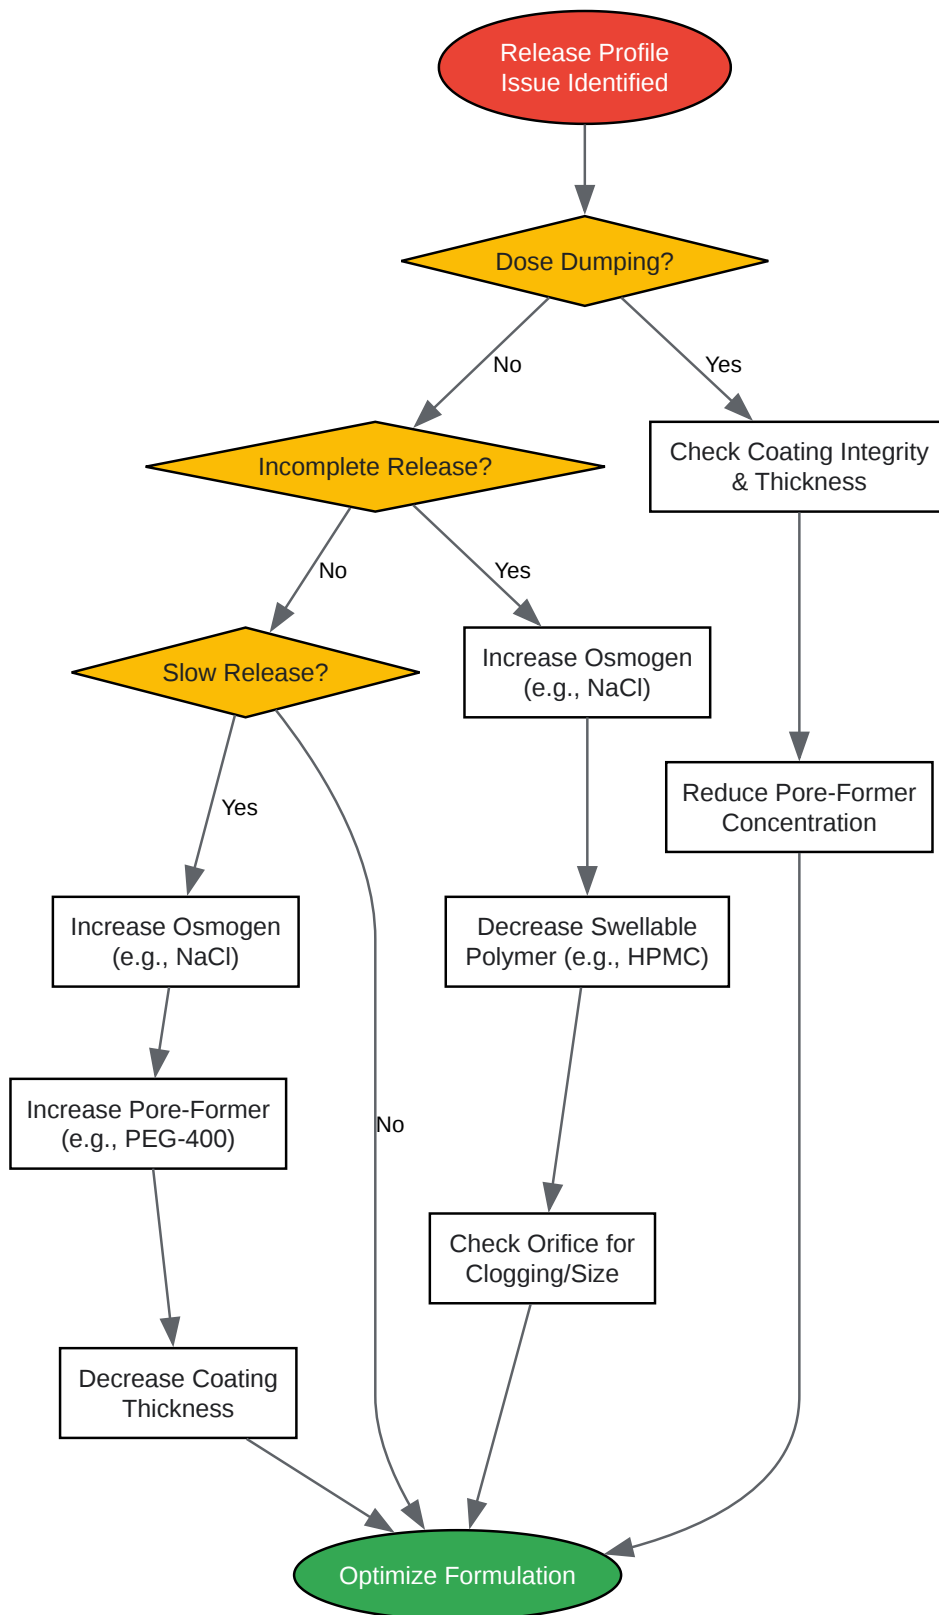 Release Profile
Issue Identified
Dose Dumping?
No
Yes
Incomplete Release?
Check Coating Integrity
& Thickness
No
Yes
Slow Release?
Increase Osmogen
(e.g., NaCl)
Reduce Pore-Former
Concentration
Yes
Increase Osmogen
(e.g., NaCl)
Decrease Swellable
Polymer (e.g., HPMC)
Increase Pore-Former
(e.g., PEG-400)
No
Check Orifice for
Clogging/Size
Decrease Coating
Thickness
Optimize Formulation